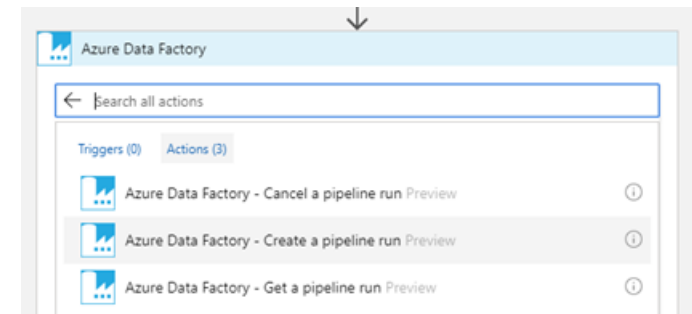 Azure Data Factory
Search all actions
Triggers (0) Actions (3)
Azure Data Factory - Cancel a pipeline run Preview
Azure Data Factory - Create a pipeline run Preview
Azure Data Factory - Get a pipeline run Preview